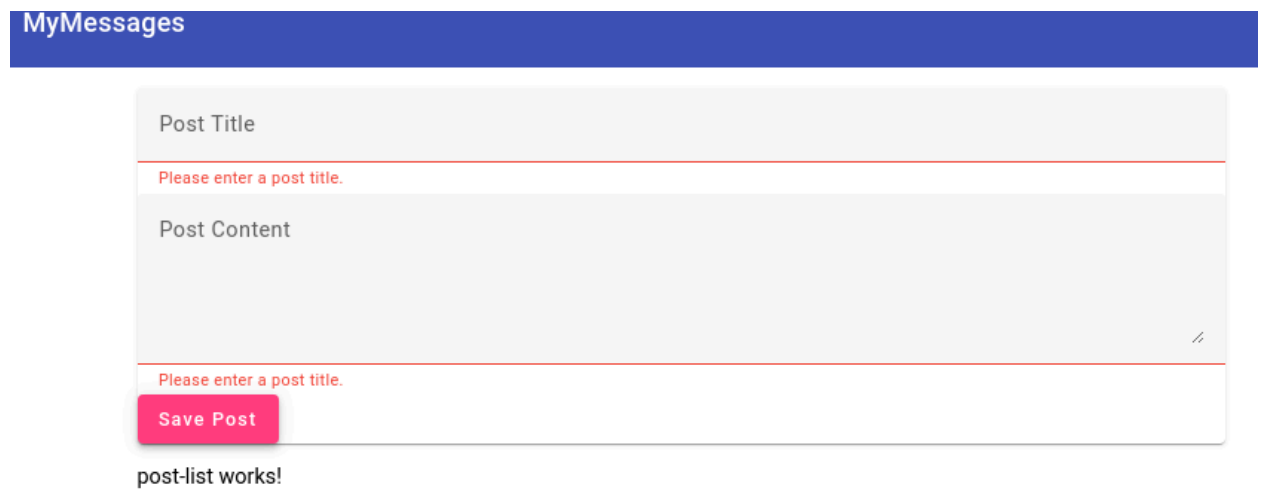 MyMessages
Post Title
Please enter a post title.
Post Content
Please enter a post title.
Save Post
post-list works!